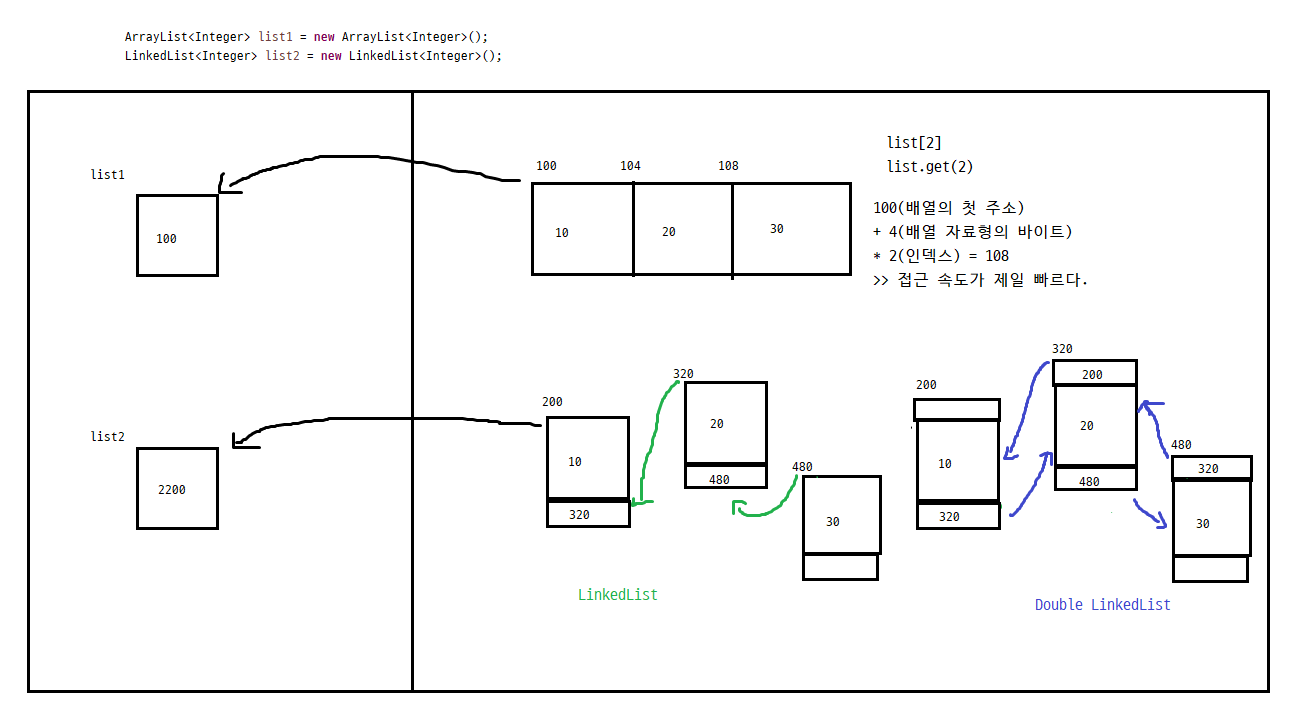 ArrayList<Integer> list1 = new ArrayList<Integer>();
LinkedList<Integer> list2 = new LinkedList<Integer>();
list[2]
list.get(2)
100 104 108
list1
100(배열의 첫 주소)
+ 4(배열 자료형의 바이트)
* 2(인덱스) = 108
>> 접근 속도가 제일 빠르다.
100
10 20 30
list2
2200
200
10
320
320
20
480
480
30
LinkedList
200
10
320
320
200
20
480
480
320
30
Double LinkedList